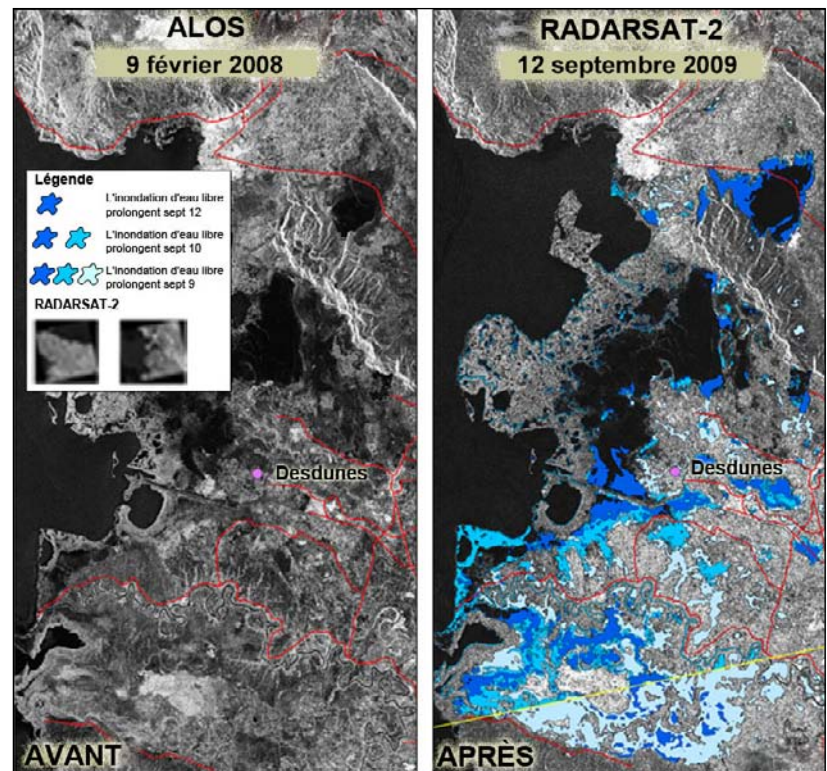 ALOS
9 février 2008
Légende
L'inondation d'eau libre
prolongent sept 12
L'inondation d'eau libre
prolongent sept 10
L'inondation d'eau libre
prolongent sept 9
RADARSAT-2
Desdunes
AVANT
RADARSAT-2
12 septembre 2009
Desdunes
APRÈS